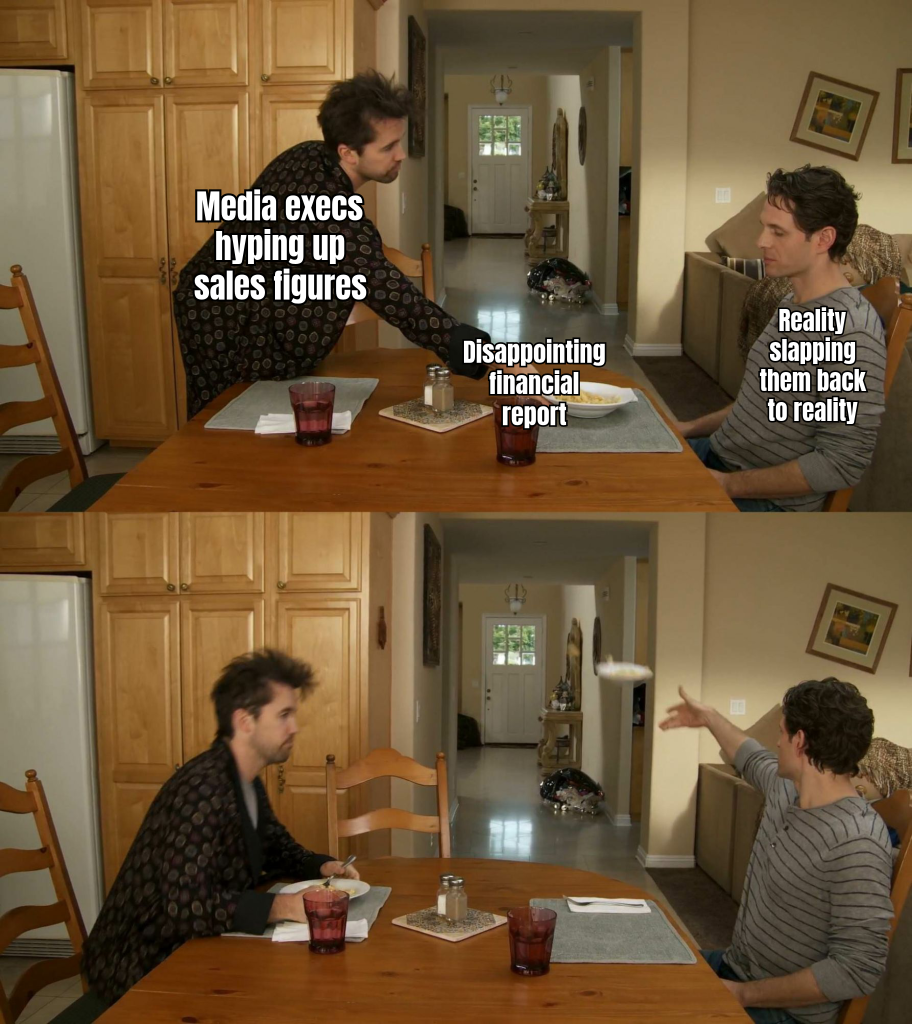 Media execs
hyping up
sales figures
Disappointing
financial
report
Reality
slapping
them back
to reality